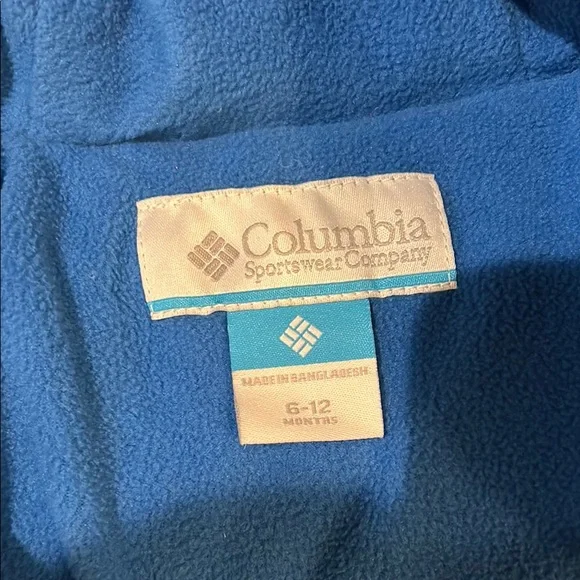 Columbia
Sportswear Company
MADE IN BANGLADESH
6-12
MONTHS